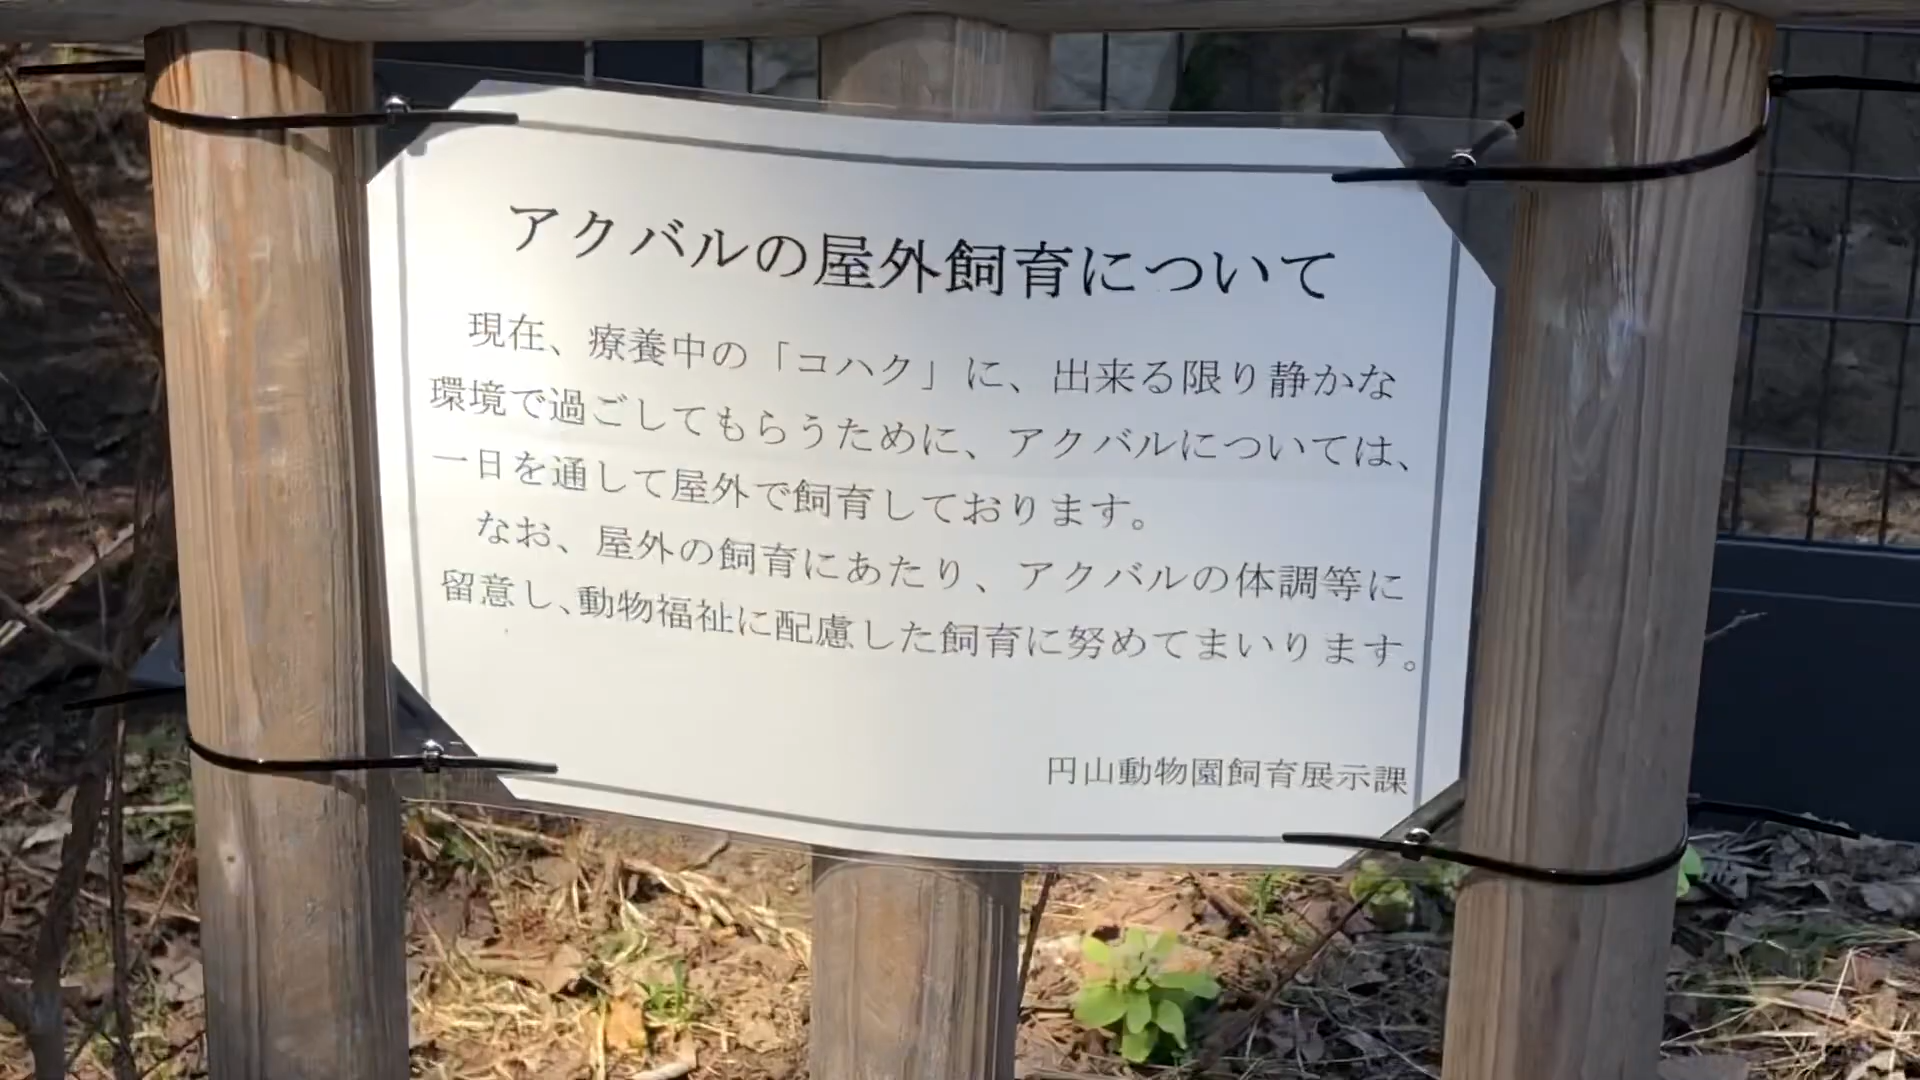 アクバルの屋外飼育について
現在、療養中の「コハク」に、出来る限り静かな
環境で過ごしてもらうために、アクバルについては、
一日を通して屋外で飼育しております。
なお、屋外の飼育にあたり、アクバルの体調等に
留意し、動物福祉に配慮した飼育に努めてまいります。
円山動物園飼育展示課